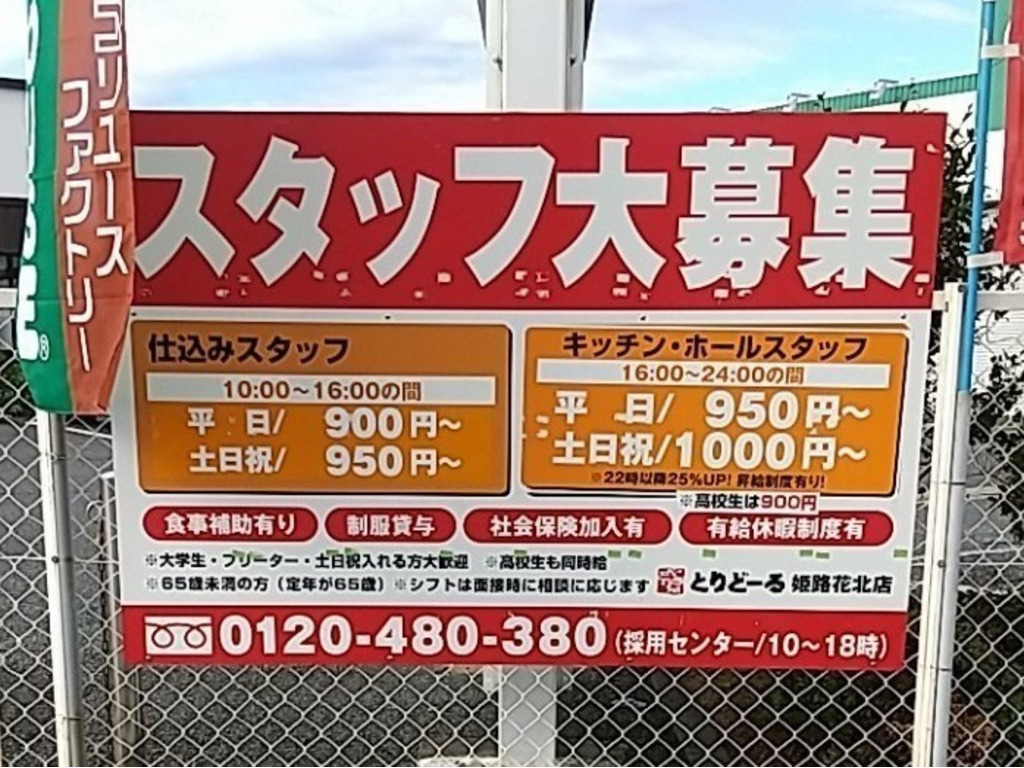 ユース
ファクトリー
®
スタッフ大募集
仕込みスタッフ
10:00～16:00の間
平 日/ 900円～
土日祝/ 950円～
キッチン・ホールスタッフ
16:00～24:00の間
平 日/ 950円～
土日祝/1000円～
※22時以降25%UP! 昇給制度有り!
※高校生は900円
食事補助有り 制服貸与 社会保険加入有 有給休暇制度有
※大学生・フリーター・土日祝入れる方大歓迎 ※高校生も同時給
※65歳未満の方（定年が65歳）※シフトは面接時に相談に応じます とりどーる 姫路花北店
0120-480-380(採用センター/10～18時)